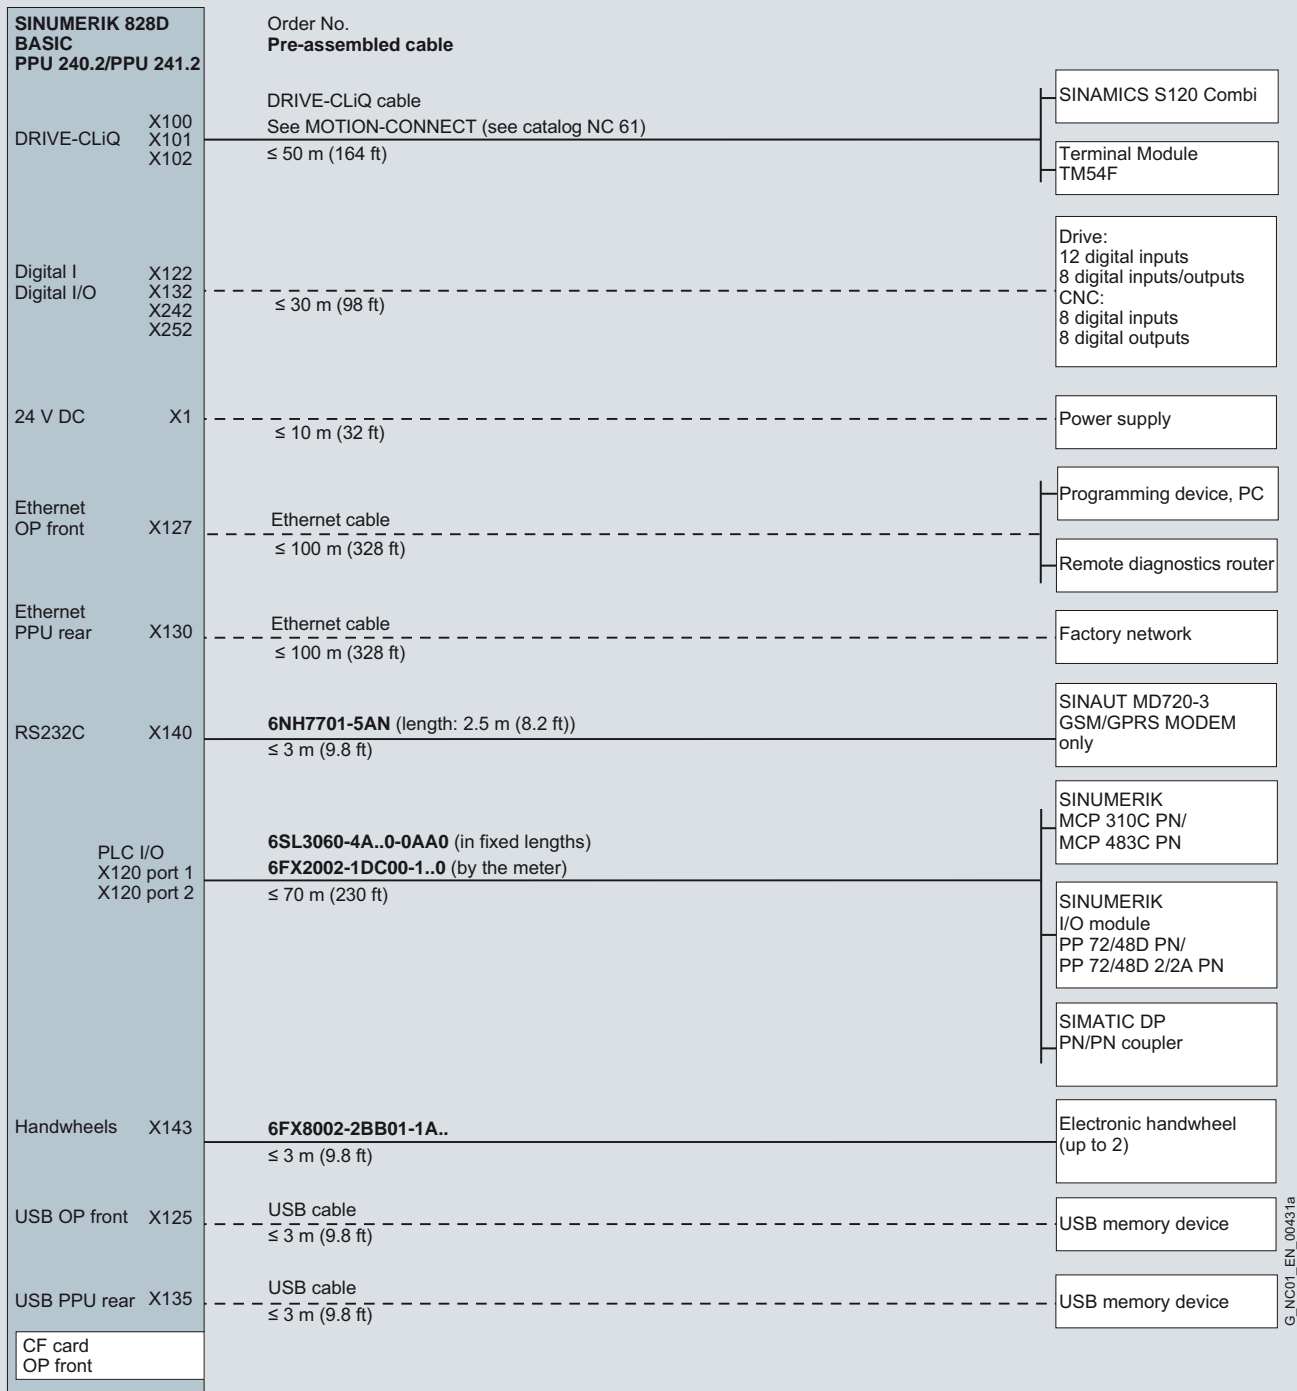 SINUMERIK 828D
BASIC
PPU 240.2/PPU 241.2
Order No.
Pre-assembled cable
DRIVE-CLiQ
X100
X101
X102
DRIVE-CLiQ cable
See MOTION-CONNECT (see catalog NC 61)
≤ 50 m (164 ft)
SINAMICS S120 Combi
Terminal Module
TM54F
Digital I
Digital I/O
X122
X132
X242
X252
≤ 30 m (98 ft)
Drive:
12 digital inputs
8 digital inputs/outputs
CNC:
8 digital inputs
8 digital outputs
24 V DC
X1
≤ 10 m (32 ft)
Power supply
Ethernet
OP front
X127
Ethernet cable
≤ 100 m (328 ft)
Programming device, PC
Remote diagnostics router
Ethernet
PPU rear
X130
Ethernet cable
≤ 100 m (328 ft)
Factory network
RS232C
X140
6NH7701-5AN (length: 2.5 m (8.2 ft))
≤ 3 m (9.8 ft)
SINAUT MD720-3
GSM/GPRS MODEM
only
PLC I/O
X120 port 1
X120 port 2
6SL3060-4A..0-0AA0 (in fixed lengths)
6FX2002-1DC00-1..0 (by the meter)
≤ 70 m (230 ft)
SINUMERIK
MCP 310C PN/
MCP 483C PN
SINUMERIK
I/O module
PP 72/48D PN/
PP 72/48D 2/2A PN
SIMATIC DP
PN/PN coupler
Handwheels
X143
6FX8002-2BB01-1A..
≤ 3 m (9.8 ft)
Electronic handwheel
(up to 2)
USB OP front
X125
USB cable
≤ 3 m (9.8 ft)
USB memory device
USB PPU rear
X135
USB cable
≤ 3 m (9.8 ft)
USB memory device
CF card
OP front
G_NC01_EN_00431a